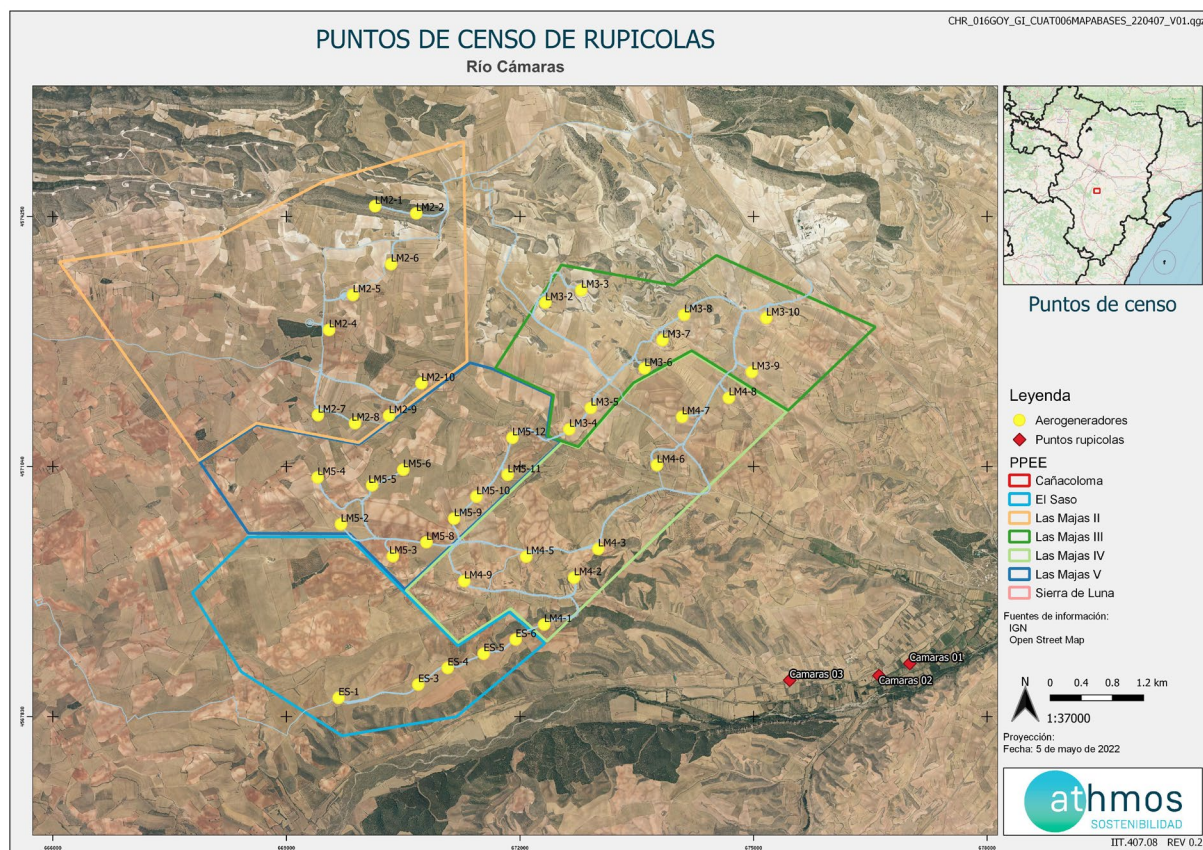 CHR_016GOY_GI_CUAT006MAPABASES_220407_V01.qgz
PUNTOS DE CENSO DE RUPICOLAS
Río Cámaras
LM2-1
LM2-2
LM2-6
LM2-5
LM2-4
LM2-10
LM2-7
LM2-8
LM2-9
LM3-2
LM3-3
LM3-8
LM3-10
LM3-7
LM3-6
LM3-9
LM3-5
LM3-4
LM4-8
LM4-7
LM4-6
LM5-12
LM5-11
LM5-4
LM5-6
LM5-5
LM5-10
LM5-9
LM5-2
LM5-8
LM5-3
LM4-5
LM4-3
LM4-9
LM4-2
LM4-1
ES-6
ES-5
ES-4
ES-3
ES-1
Camaras 01
Camaras 02
Camaras 03
666000
669000
672000
675000
678000
Puntos de censo
Leyenda
Aerogeneradores
Puntos rupicolas
PPEE
Cañacoloma
El Saso
Las Majas II
Las Majas III
Las Majas IV
Las Majas V
Sierra de Luna
Fuentes de información:
IGN
Open Street Map
N
0 0.4 0.8 1.2 km
1:37000
Proyección:
Fecha: 5 de mayo de 2022
athmos
SOSTENIBILIDAD
IIT.407.08 REV 0.2